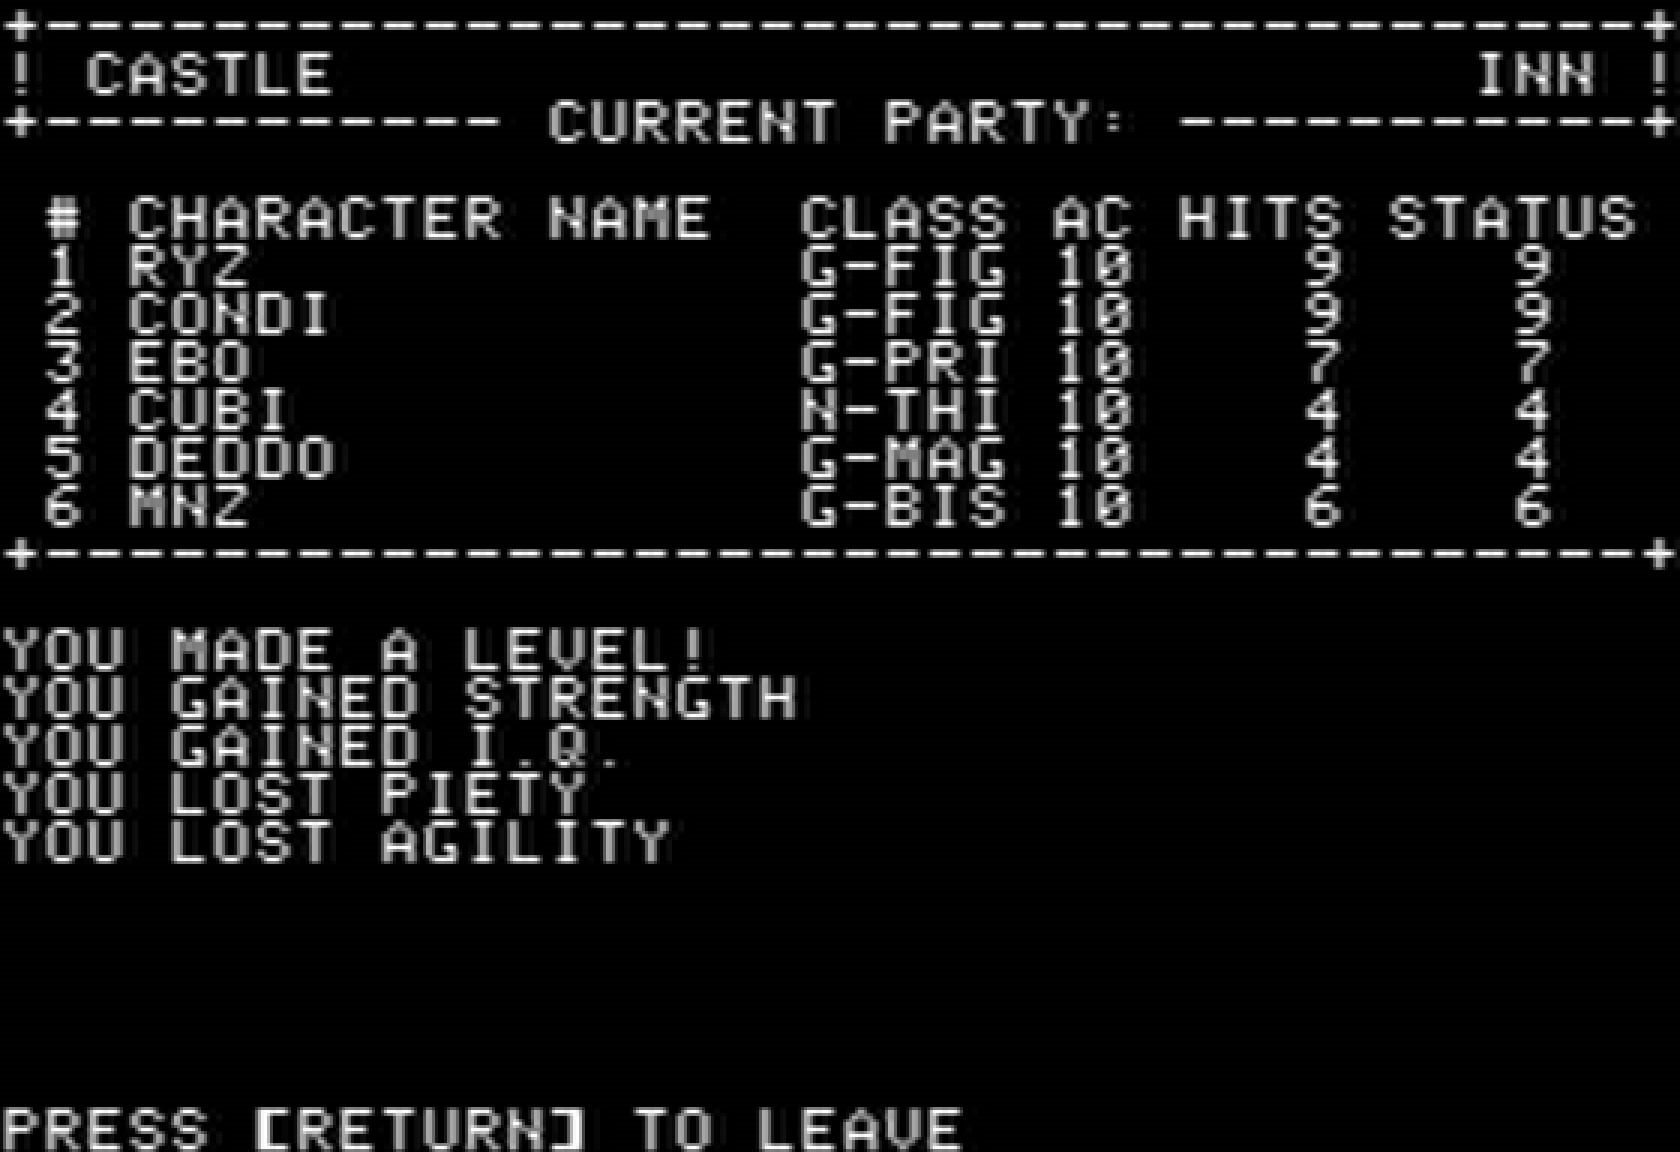 +--------------------------------------+
! CASTLE                           INN !
+----------- CURRENT PARTY: -----------+
 # CHARACTER NAME  CLASS AC HITS STATUS
 1 RYZ             G-FIG 10    9    9
 2 CONDI           G-FIG 10    9    9
 3 EBO             G-PRI 10    7    7
 4 CUBI            N-THI 10    4    4
 5 DEDDO           G-MAG 10    4    4
 6 MNZ             G-BIS 10    6    6
+--------------------------------------+
YOU MADE A LEVEL!
YOU GAINED STRENGTH
YOU GAINED I.Q.
YOU LOST PIETY
YOU LOST AGILITY
PRESS [RETURN] TO LEAVE